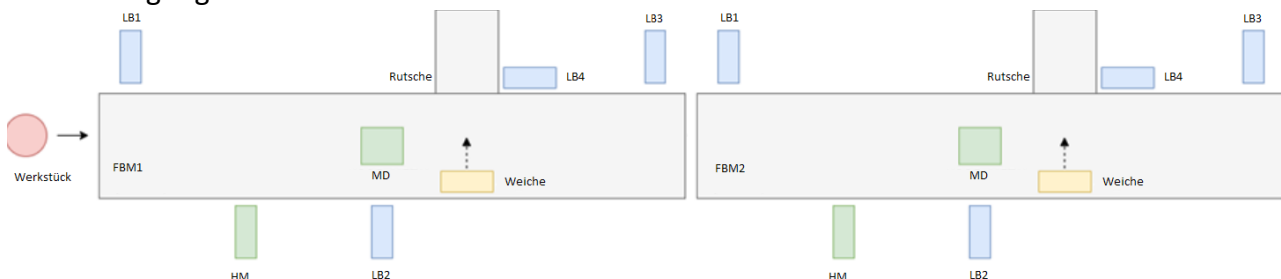 LB1
LB3
LB1
LB3
Rutsche
LB4
Rutsche
LB4
Werkstück
FBM1
MD
Weiche
FBM2
MD
Weiche
HM
LB2
HM
LB2